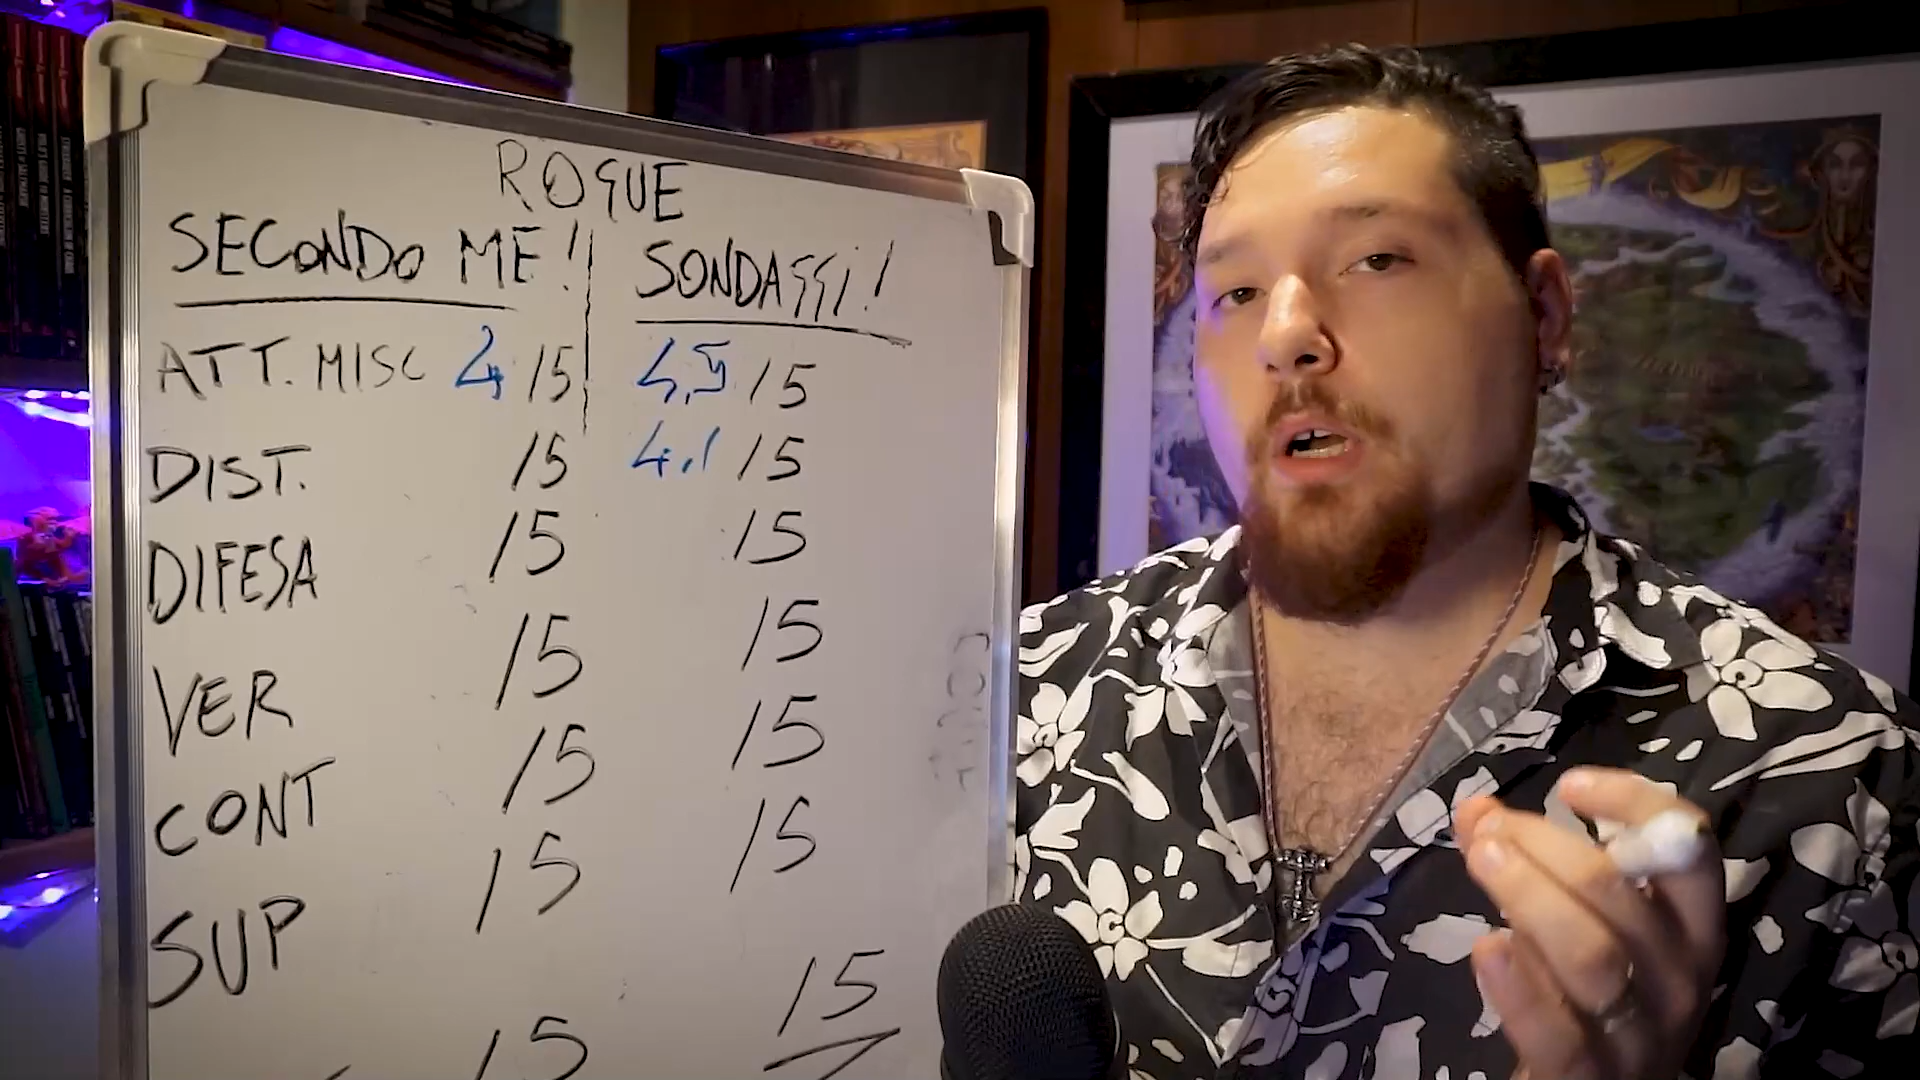 ROGUE
SECONDO ME! SONDAGGI!
ATT. MISC 4 /5 4,5 /5
DIST. /5 4,1 /5
DIFESA /5 /5
VER /5 /5
CONT /5 /5
SUP /5 /5
/5 /5